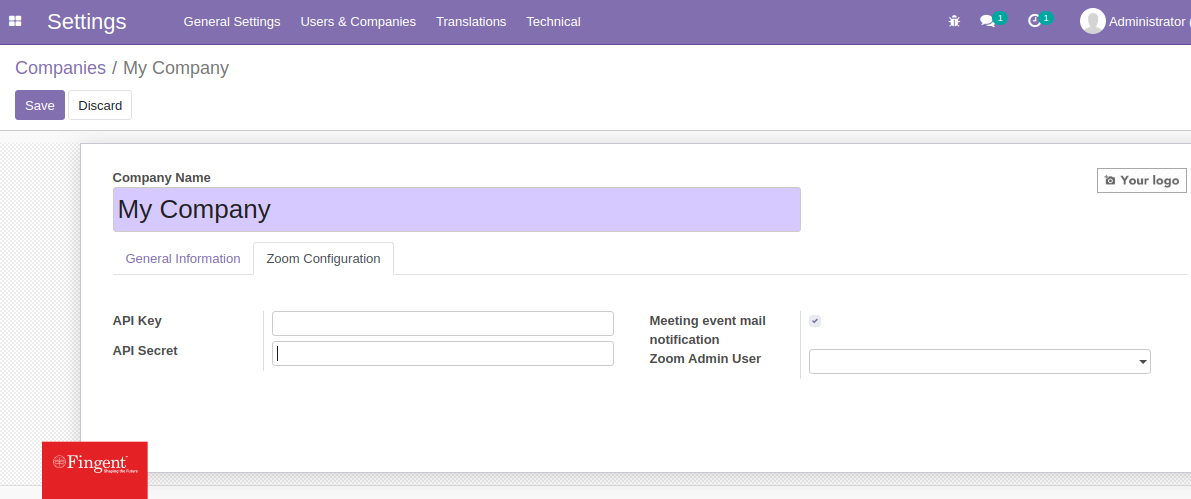 Settings General Settings Users & Companies Translations Technical 1 1 Administrator (
Companies / My Company
Save Discard
Company Name
Your logo
My Company
General Information Zoom Configuration
API Key
Meeting event mail
notification
API Secret
Zoom Admin User
Fingent
Shaping the Future